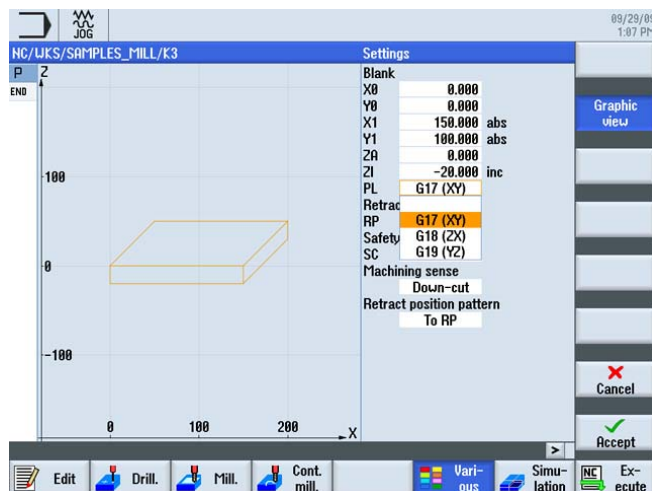 JOG
09/29/0
1:07 PM
NC/WKS/SAMPLES_MILL/K3
Settings
P
END
Z
100
0
-100
0
100
200
X
Blank
X0 0.000
Y0 0.000
X1 150.000 abs
Y1 100.000 abs
ZA 0.000
ZI -20.000 inc
PL G17 (XY)
Retrac
RP G17 (XY)
Safety G18 (ZX)
SC G19 (YZ)
Machining sense
Down-cut
Retract position pattern
To RP
Graphic
view
Cancel
Accept
>
Edit
Drill.
Mill.
Cont.
mill.
Vari-
ous
Simu-
lation
NC
Ex-
ecute